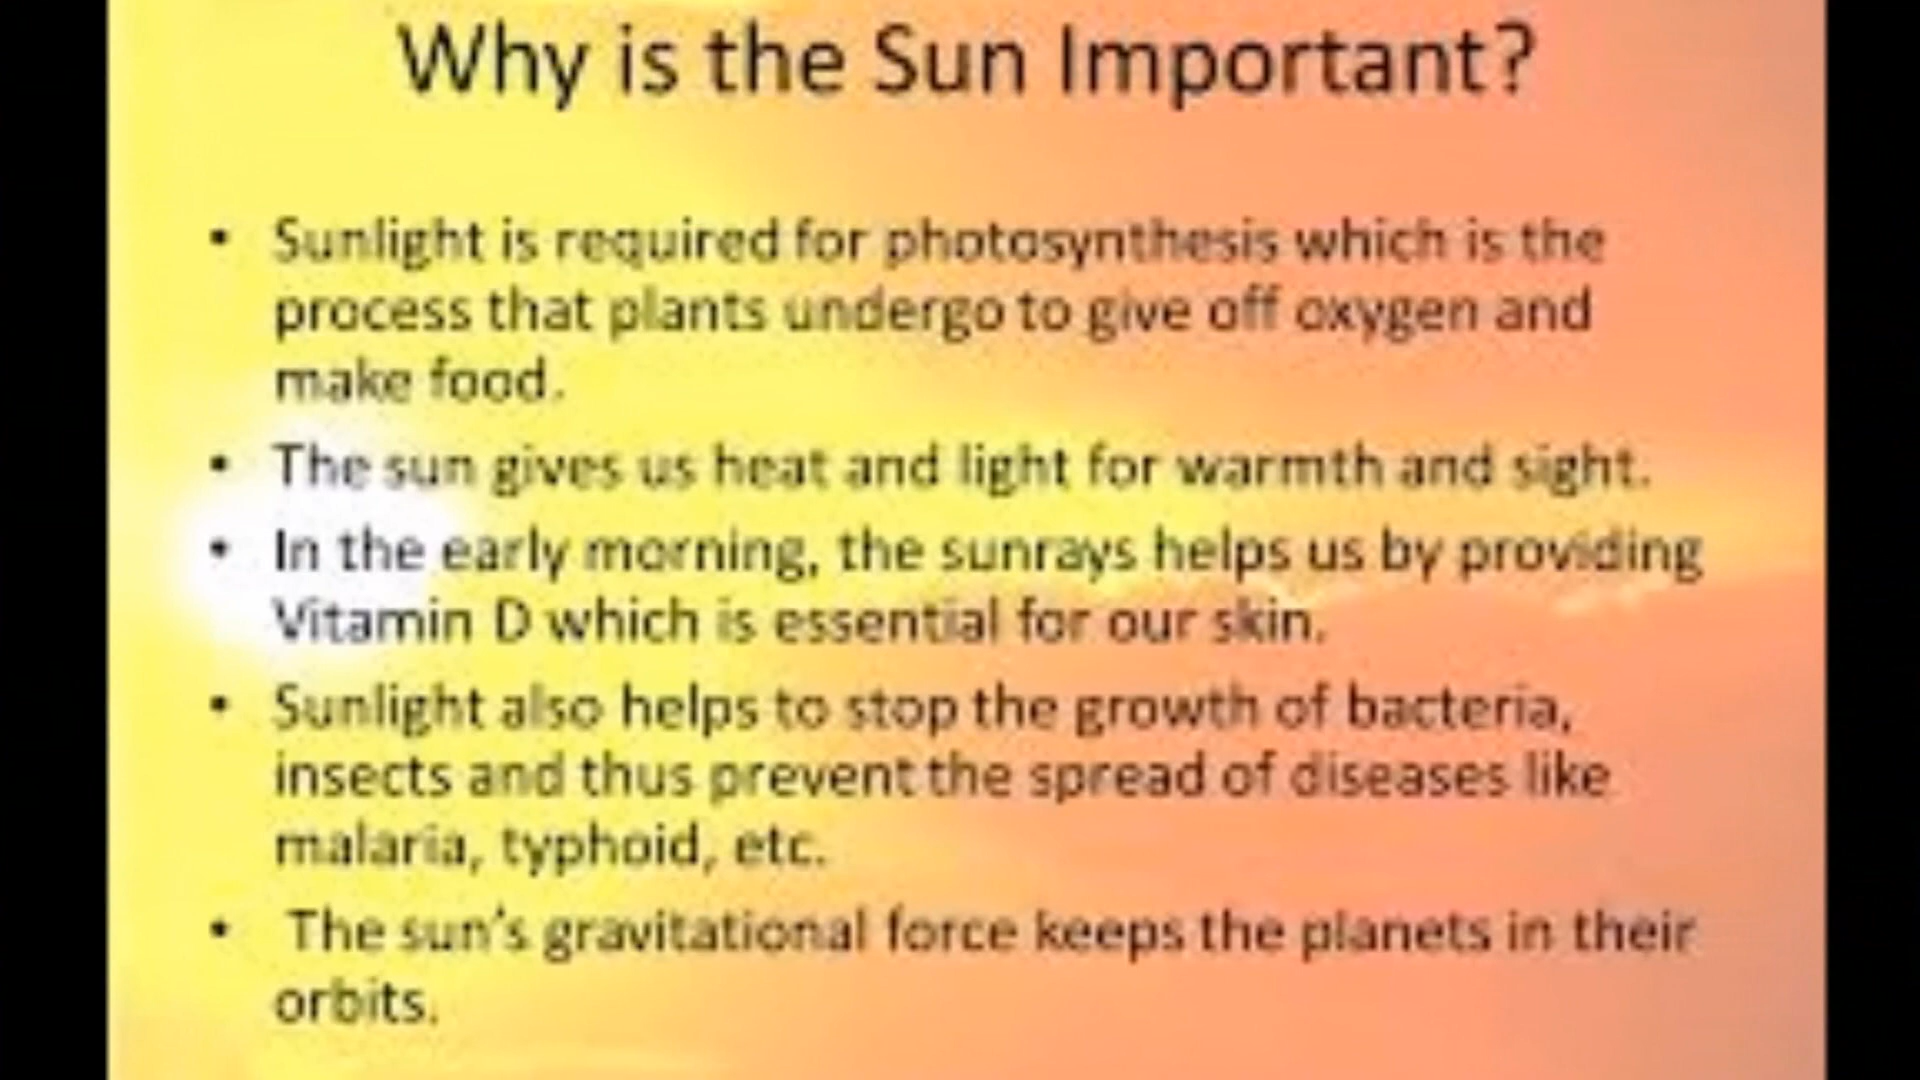 Why is the Sun Important?
• Sunlight is required for photosynthesis which is the
process that plants undergo to give off oxygen and
make food.
• The sun gives us heat and light for warmth and sight.
• In the early morning, the sunrays helps us by providing
Vitamin D which is essential for our skin.
• Sunlight also helps to stop the growth of bacteria,
insects and thus prevent the spread of diseases like
malaria, typhoid, etc.
• The sun's gravitational force keeps the planets in their
orbits.